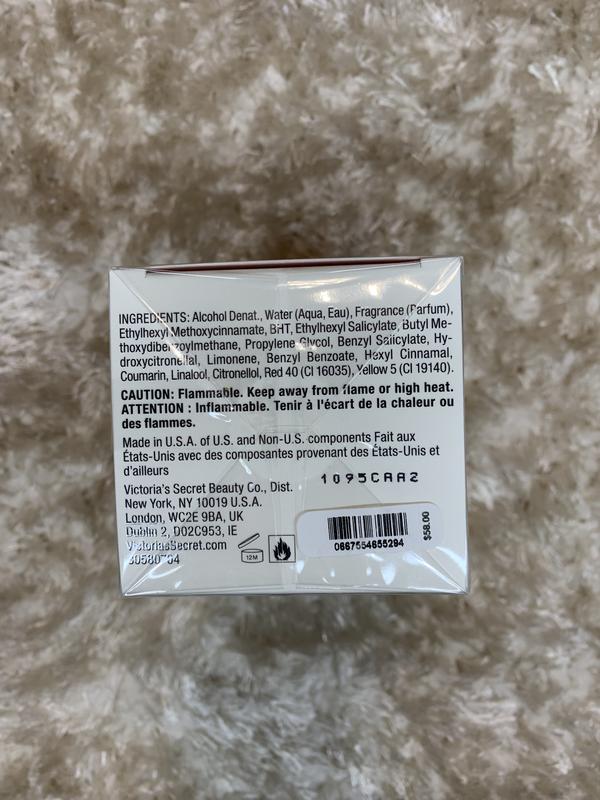 INGREDIENTS: Alcohol Denat., Water (Aqua, Eau), Fragrance (Parfum),
Ethylhexyl Methoxycinnamate, BHT, Ethylhexyl Salicylate, Butyl Me-
thoxydibenzoylmethane, Propylene Glycol, Benzyl Salicylate, Hy-
droxycitronellal, Limonene, Benzyl Benzoate, Hexyl Cinnamal,
Coumarin, Linalool, Citronellol, Red 40 (CI 16035), Yellow 5 (CI 19140).
CAUTION: Flammable. Keep away from flame or high heat.
ATTENTION : Inflammable. Tenir à l'écart de la chaleur ou
des flammes.
Made in U.S.A. of U.S. and Non-U.S. components Fait aux
États-Unis avec des composantes provenant des États-Unis et
d'ailleurs
1095CAA2
Victoria's Secret Beauty Co., Dist.
New York, NY 10019 U.S.A.
London, WC2E 9BA, UK
Dublin 2, D02C953, IE
VictoriasSecret.com
12M
0667554655294
$58.00